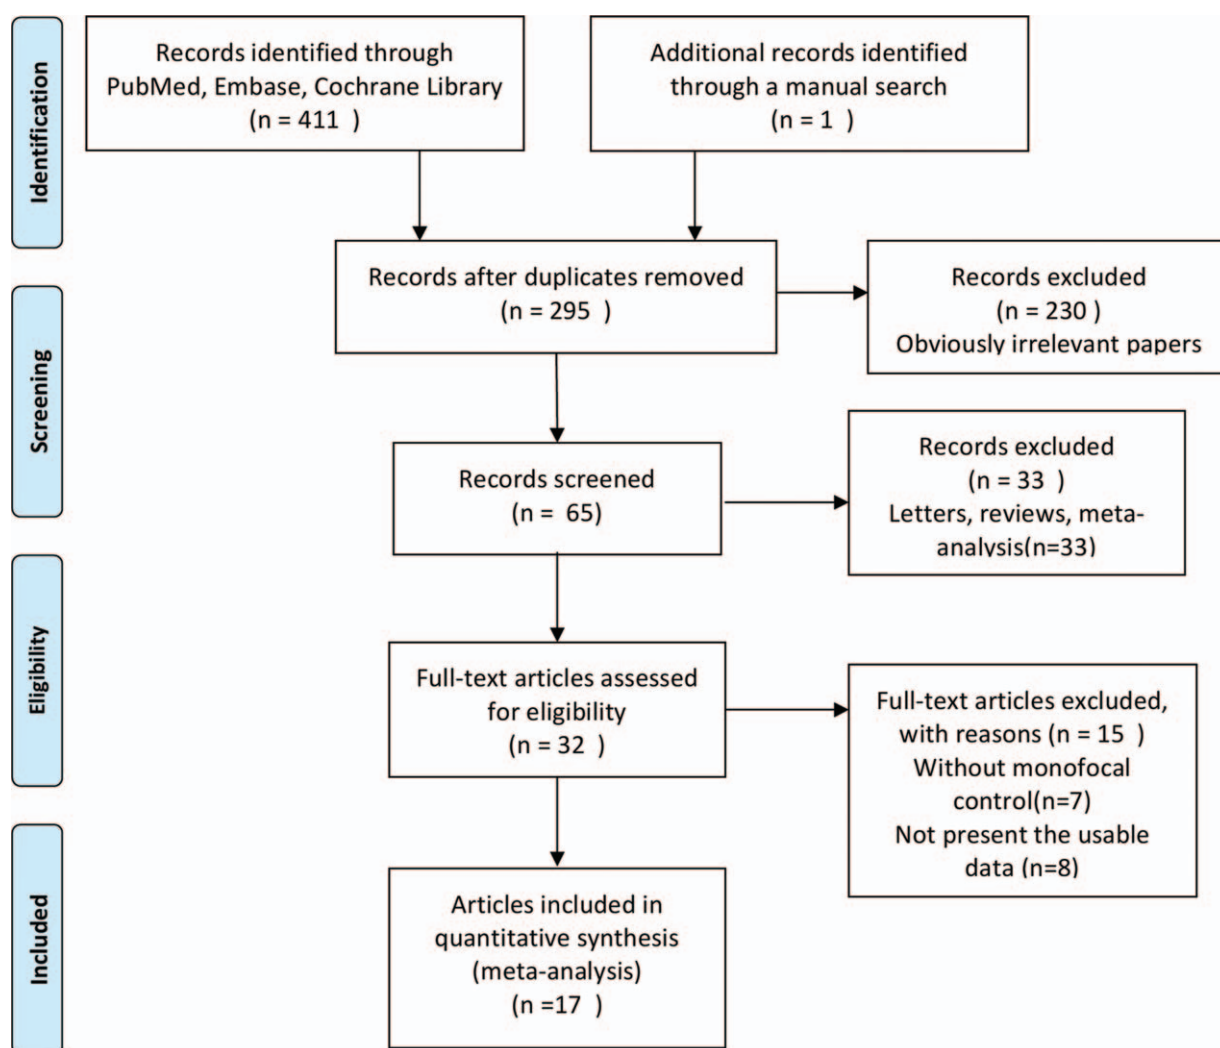 Identification
Records identified through
PubMed, Embase, Cochrane Library
(n = 411 )
Additional records identified
through a manual search
(n = 1 )
Screening
Records after duplicates removed
(n = 295 )
Records excluded
(n = 230 )
Obviously irrelevant papers
Records screened
(n = 65)
Records excluded
(n = 33 )
Letters, reviews, meta-
analysis(n=33)
Eligibility
Full-text articles assessed
for eligibility
(n = 32 )
Full-text articles excluded,
with reasons (n = 15 )
Without monofocal
control(n=7)
Not present the usable
data (n=8)
Included
Articles included in
quantitative synthesis
(meta-analysis)
(n =17 )